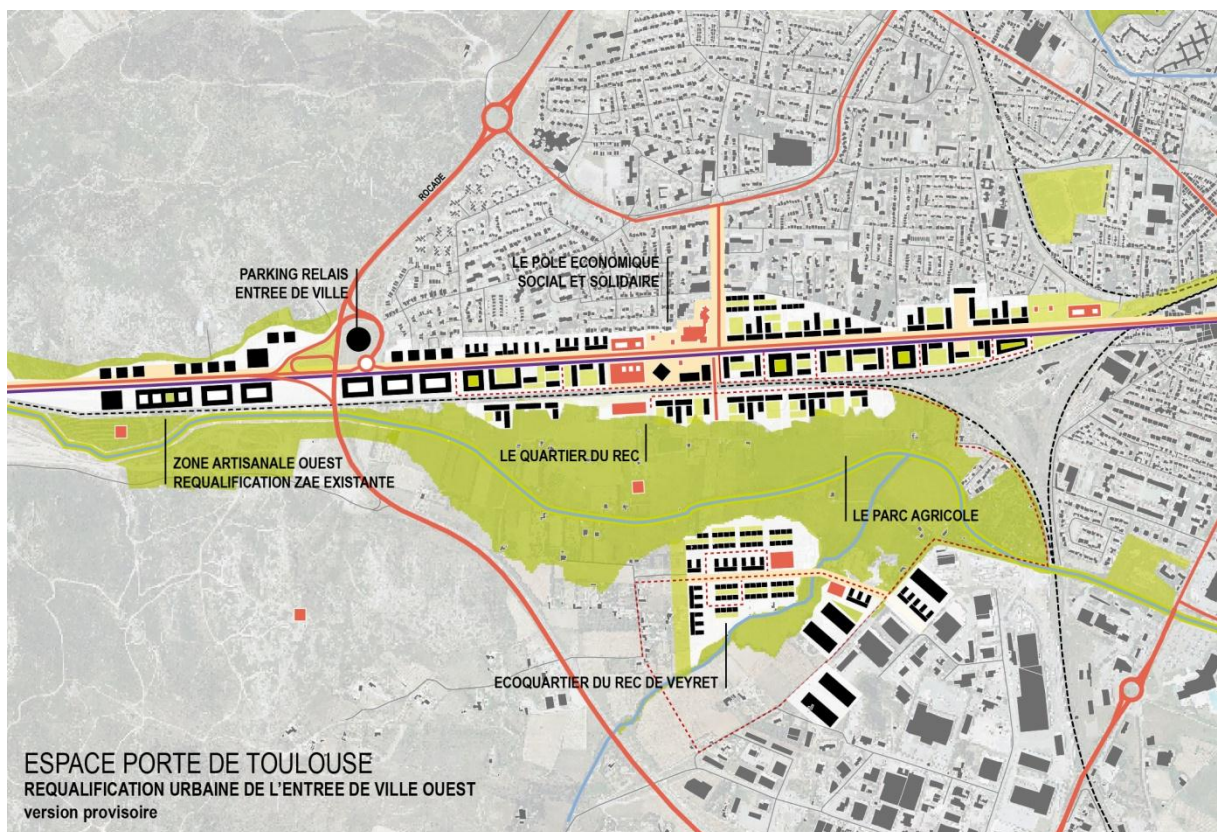 ROCADE
PARKING RELAIS
ENTREE DE VILLE
LE POLE ECONOMIQUE
SOCIAL ET SOLIDAIRE
ZONE ARTISANALE OUEST
REQUALIFICATION ZAE EXISTANTE
LE QUARTIER DU REC
LE PARC AGRICOLE
ECOQUARTIER DU REC DE VEYRET
ESPACE PORTE DE TOULOUSE
REQUALIFICATION URBAINE DE L'ENTREE DE VILLE OUEST
version provisoire